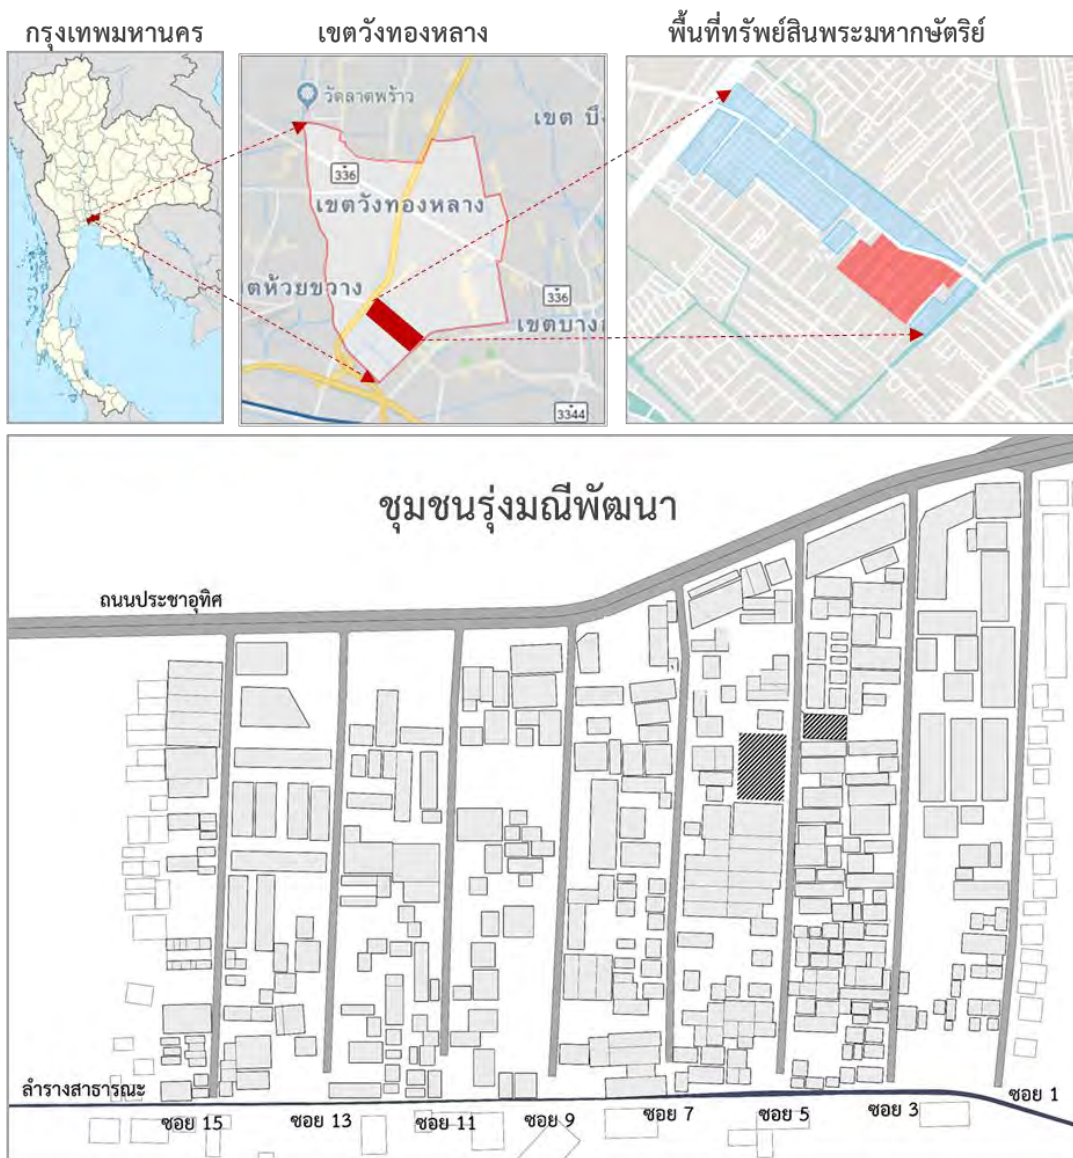 กรุงเทพมหานคร
เขตวังทองหลาง
พื้นที่ทรัพย์สินพระมหากษัตริย์
วัดลาดพร้าว
เขต บึง
336
เขตวังทองหลาง
ตห้วยขวาง
336
เขตบาง
3344
ชุมชนรุ่งมณีพัฒนา
ถนนประชาอุทิศ
ลำรางสาธารณะ
ซอย 15
ซอย 13
ซอย 11
ซอย 9
ซอย 7
ซอย 5
ซอย 3
ซอย 1